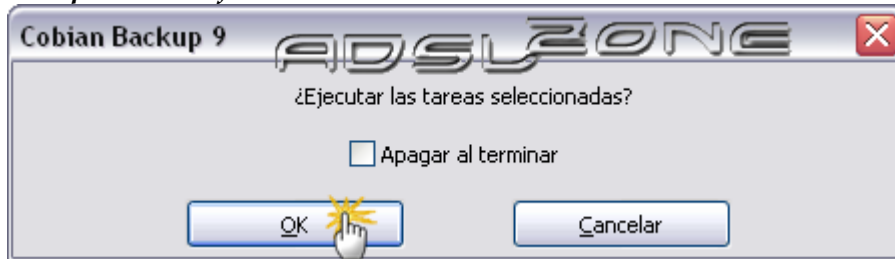 Cobian Backup 9
ADSLZONE
¿Ejecutar las tareas seleccionadas?
Apagar al terminar
OK
Cancelar